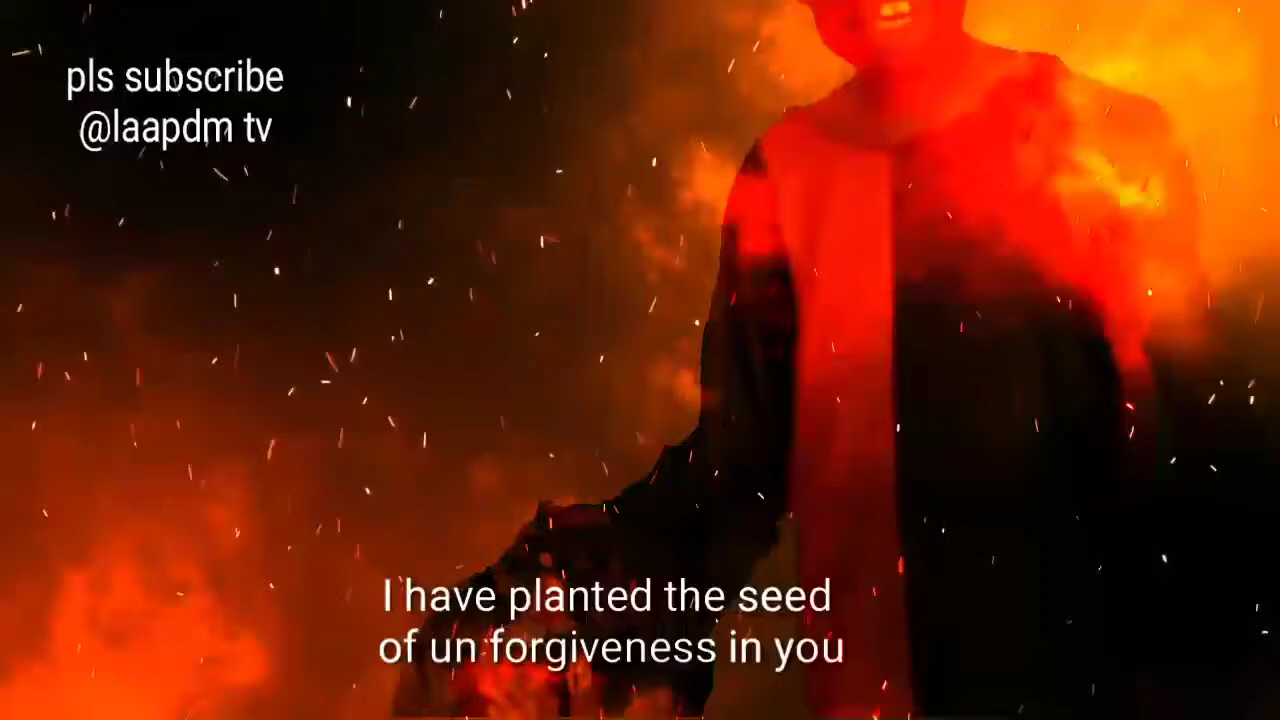 pls subscribe
@laapdm tv
I have planted the seed
of un forgiveness in you